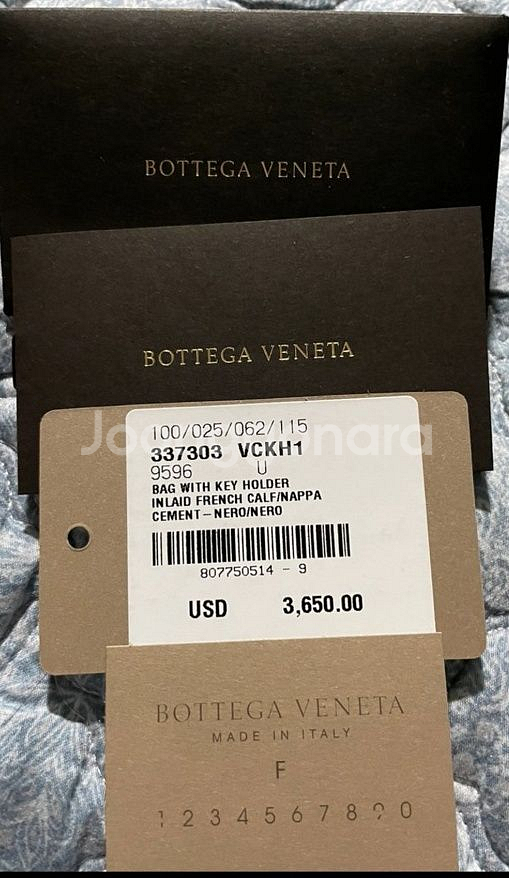 BOTTEGA VENETA
BOTTEGA VENETA
Joonggonara
100/025/062/115
337303 VCKH1
9596 U
BAG WITH KEY HOLDER
INLAID FRENCH CALF/NAPPA
CEMENT-NERO/NERO
807750514 - 9
USD 3,650.00
BOTTEGA VENETA
MADE IN ITALY
F
1 2 3 4 5 6 7 8 9 0